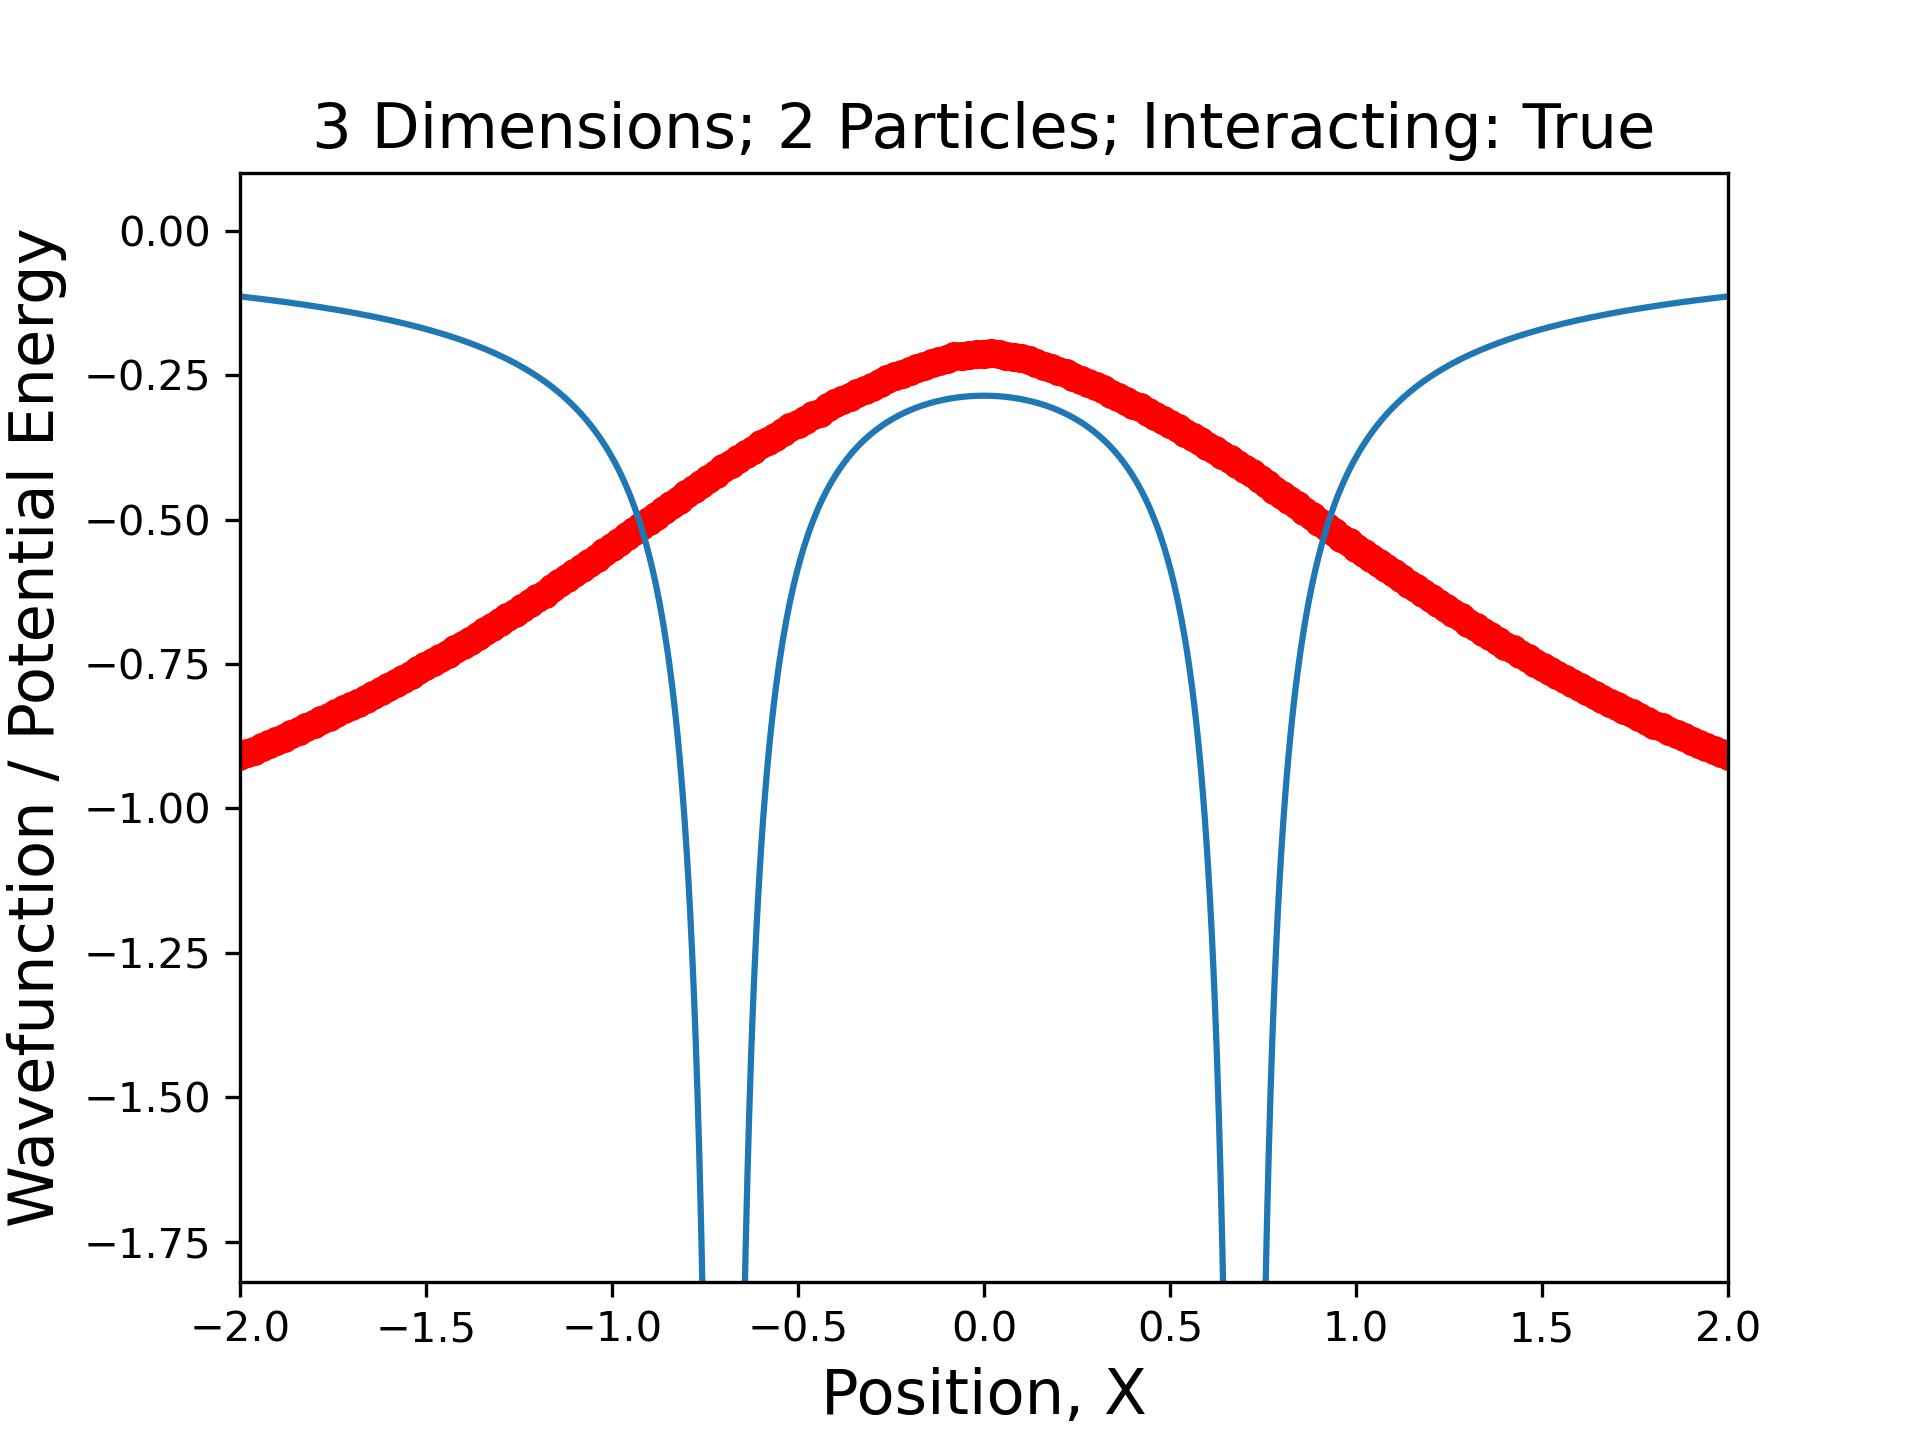 3 Dimensions; 2 Particles; Interacting: True
Wavefunction / Potential Energy
0.00
−0.25
−0.50
−0.75
−1.00
−1.25
−1.50
−1.75
−2.0 −1.5 −1.0 −0.5 0.0 0.5 1.0 1.5 2.0
Position, X